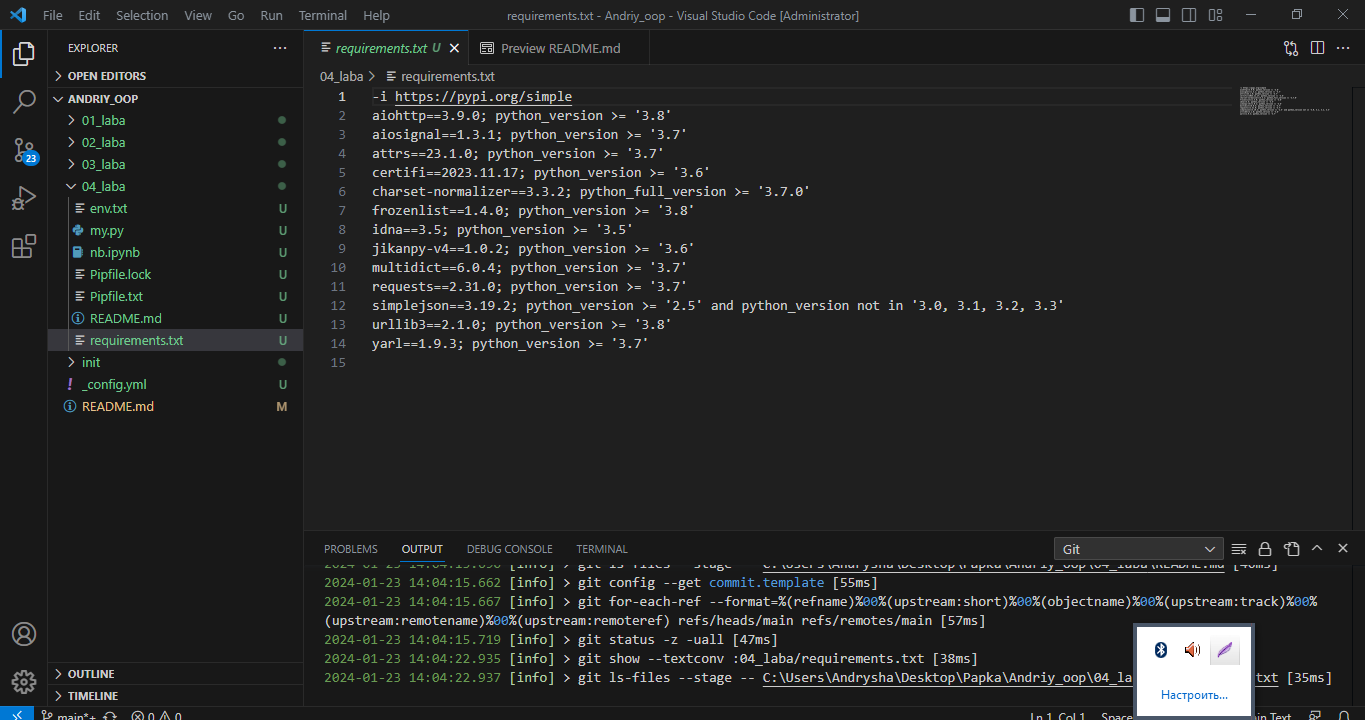 File Edit Selection View Go Run Terminal Help requirements.txt - Andriy_oop - Visual Studio Code [Administrator]
EXPLORER
OPEN EDITORS
ANDRIY_OOP
01_laba
02_laba
03_laba
04_laba
env.txt U
my.py U
nb.ipynb U
Pipfile.lock U
Pipfile.txt U
README.md U
requirements.txt U
init
! _config.yml U
README.md M
OUTLINE
TIMELINE
23
requirements.txt U Preview README.md
04_laba > requirements.txt
1 -i https://pypi.org/simple
2 aiohttp==3.9.0; python_version >= '3.8'
3 aiosignal==1.3.1; python_version >= '3.7'
4 attrs==23.1.0; python_version >= '3.7'
5 certifi==2023.11.17; python_version >= '3.6'
6 charset-normalizer==3.3.2; python_full_version >= '3.7.0'
7 frozenlist==1.4.0; python_version >= '3.8'
8 idna==3.5; python_version >= '3.5'
9 jikanpy-v4==1.0.2; python_version >= '3.6'
10 multidict==6.0.4; python_version >= '3.7'
11 requests==2.31.0; python_version >= '3.7'
12 simplejson==3.19.2; python_version >= '2.5' and python_version not in '3.0, 3.1, 3.2, 3.3'
13 urllib3==2.1.0; python_version >= '3.8'
14 yarl==1.9.3; python_version >= '3.7'
15
PROBLEMS OUTPUT DEBUG CONSOLE TERMINAL Git
2024-01-23 14:04:15.662 [info] > git config --get commit.template [55ms]
2024-01-23 14:04:15.667 [info] > git for-each-ref --format=%(refname)%00%(upstream:short)%00%(objectname)%00%(upstream:track)%00%
(upstream:remotename)%00%(upstream:remoteref) refs/heads/main refs/remotes/main [57ms]
2024-01-23 14:04:15.719 [info] > git status -z -uall [47ms]
2024-01-23 14:04:22.935 [info] > git show --textconv :04_laba/requirements.txt [38ms]
2024-01-23 14:04:22.937 [info] > git ls-files --stage -- C:\Users\Andrysha\Desktop\Papka\Andriy_oop\04_la txt [35ms]
Настроить...
main*+ 0 0 Ln 1, Col 1